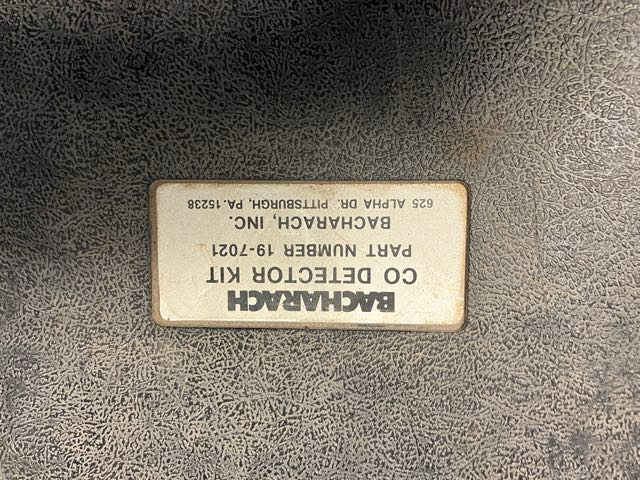 BACHARACH
CO DETECTOR KIT
PART NUMBER 19-7021
BACHARACH, INC.
625 ALPHA DR. PITTSBURGH, PA.15238